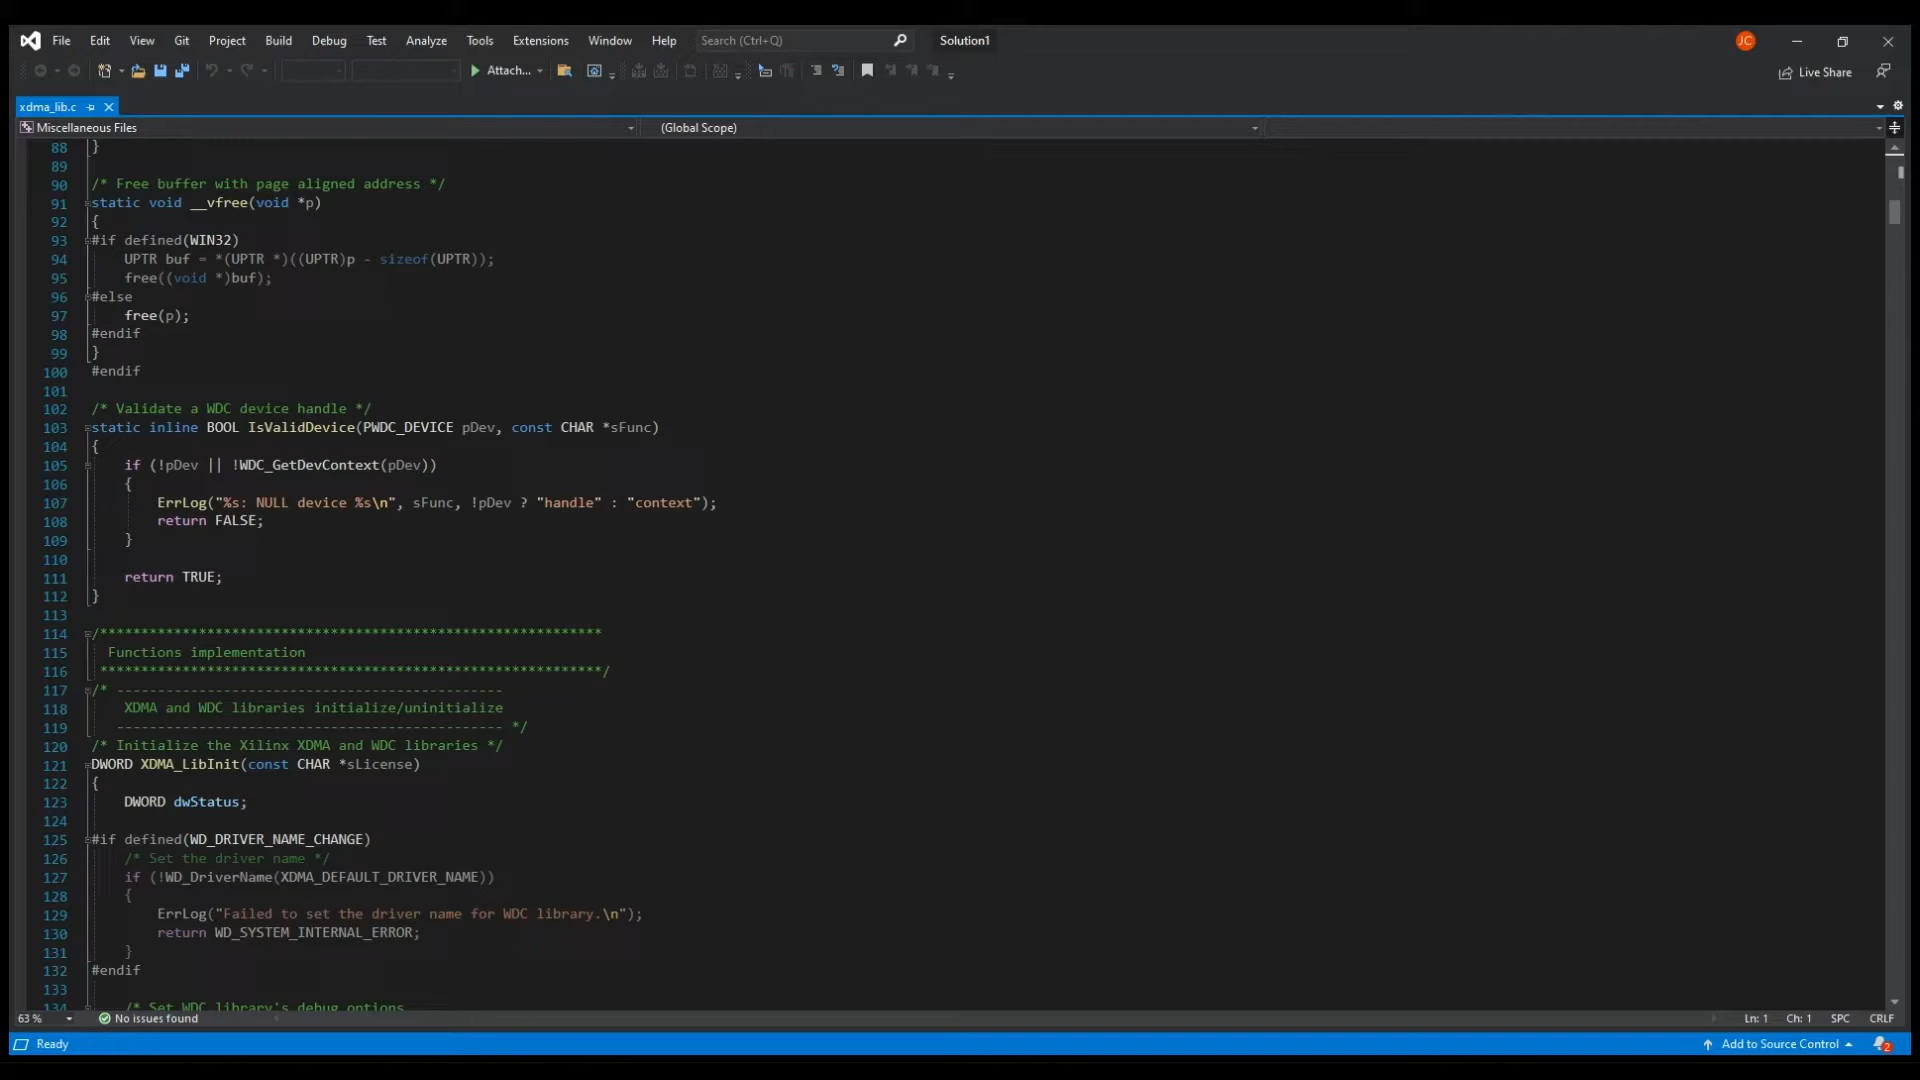 File Edit View Git Project Build Debug Test Analyze Tools Extensions Window Help Search (Ctrl+Q) Solution1 JC
Attach... Live Share
xdma_lib.c
Miscellaneous Files (Global Scope)
88 }
89
90 /* Free buffer with page aligned address */
91 static void __vfree(void *p)
92 {
93 #if defined(WIN32)
94     UPTR buf = *(UPTR *)((UPTR)p - sizeof(UPTR));
95     free((void *)buf);
96 #else
97     free(p);
98 #endif
99 }
100 #endif
101
102 /* Validate a WDC device handle */
103 static inline BOOL IsValidDevice(PWDC_DEVICE pDev, const CHAR *sFunc)
104 {
105     if (!pDev || !WDC_GetDevContext(pDev))
106     {
107         ErrLog("%s: NULL device %s\n", sFunc, !pDev ? "handle" : "context");
108         return FALSE;
109     }
110
111     return TRUE;
112 }
113
114 /*************************************************************
115   Functions implementation
116  *************************************************************/
117 /* -----------------------------------------------
118     XDMA and WDC libraries initialize/uninitialize
119    ----------------------------------------------- */
120 /* Initialize the Xilinx XDMA and WDC libraries */
121 DWORD XDMA_LibInit(const CHAR *sLicense)
122 {
123     DWORD dwStatus;
124
125 #if defined(WD_DRIVER_NAME_CHANGE)
126     /* Set the driver name */
127     if (!WD_DriverName(XDMA_DEFAULT_DRIVER_NAME))
128     {
129         ErrLog("Failed to set the driver name for WDC library.\n");
130         return WD_SYSTEM_INTERNAL_ERROR;
131     }
132 #endif
133
134     /* Set WDC library's debug options
63 % No issues found Ln: 1 Ch: 1 SPC CRLF
Ready Add to Source Control 2